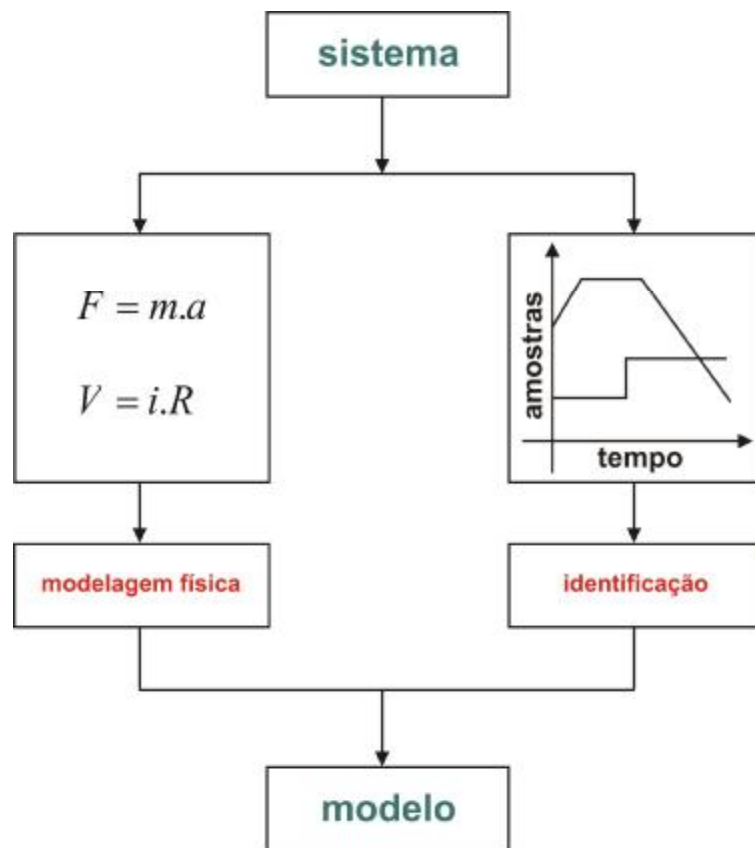 sistema
F = m.a
V = i.R
amostras
tempo
modelagem física
identificação
modelo